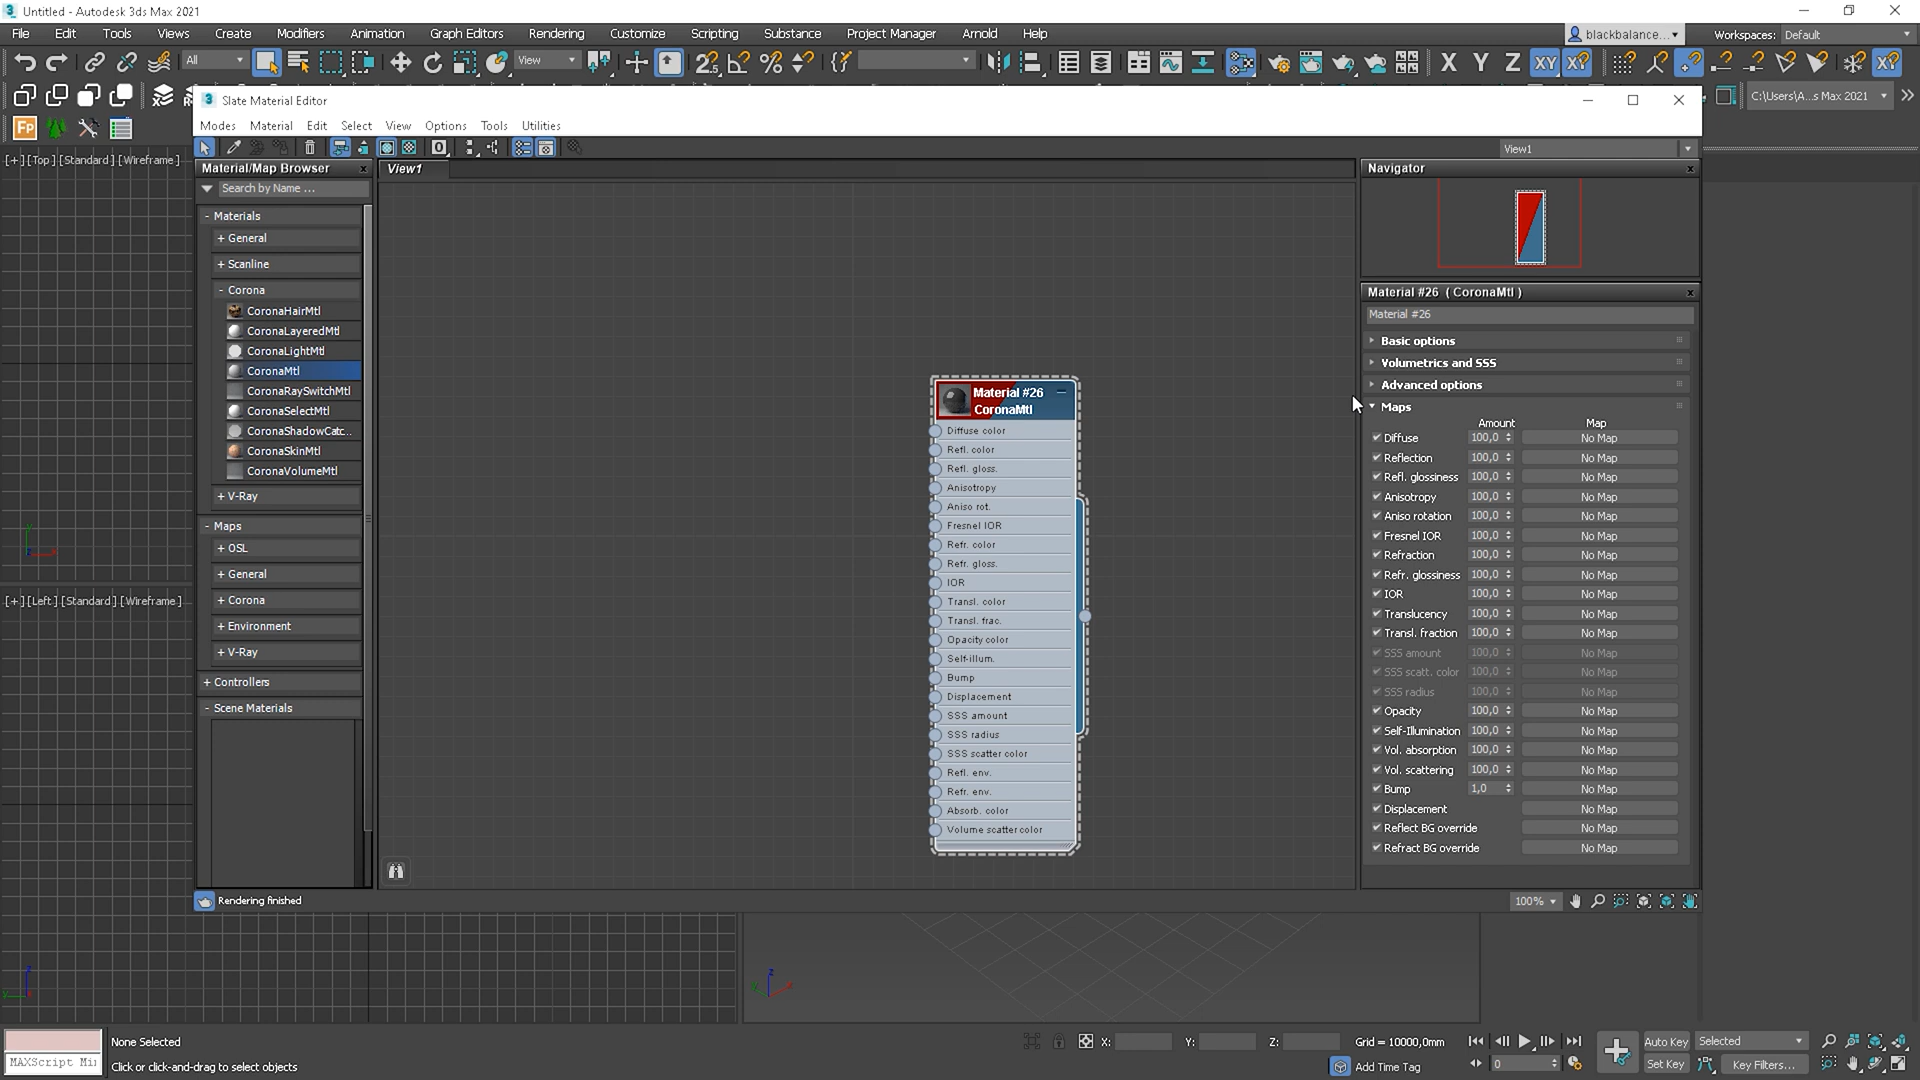 Untitled - Autodesk 3ds Max 2021
File Edit Tools Views Create Modifiers Animation Graph Editors Rendering Customize Scripting Substance Project Manager Arnold Help
blackbalance...
Workspaces: Default
All
View
X Y Z XY XY
XY
C:\Users\A...s Max 2021
Fp
[+] [Top] [Standard] [Wireframe]
[+] [Left] [Standard] [Wireframe]
Slate Material Editor
Modes Material Edit Select View Options Tools Utilities
View1
Material/Map Browser
Search by Name ...
- Materials
+ General
+ Scanline
- Corona
CoronaHairMtl
CoronaLayeredMtl
CoronaLightMtl
CoronaMtl
CoronaRaySwitchMtl
CoronaSelectMtl
CoronaShadowCatc...
CoronaSkinMtl
CoronaVolumeMtl
+ V-Ray
- Maps
+ OSL
+ General
+ Corona
+ Environment
+ V-Ray
+ Controllers
- Scene Materials
View1
Material #26
CoronaMtl
Diffuse color
Refl. color
Refl. gloss.
Anisotropy
Aniso rot.
Fresnel IOR
Refr. color
Refr. gloss.
IOR
Transl. color
Transl. frac.
Opacity color
Self-illum.
Bump
Displacement
SSS amount
SSS radius
SSS scatter color
Refl. env.
Refr. env.
Absorb. color
Volume scatter color
Navigator
Material #26 ( CoronaMtl )
Material #26
Basic options
Volumetrics and SSS
Advanced options
Maps
Amount Map
Diffuse 100,0 No Map
Reflection 100,0 No Map
Refl. glossiness 100,0 No Map
Anisotropy 100,0 No Map
Aniso rotation 100,0 No Map
Fresnel IOR 100,0 No Map
Refraction 100,0 No Map
Refr. glossiness 100,0 No Map
IOR 100,0 No Map
Translucency 100,0 No Map
Transl. fraction 100,0 No Map
SSS amount 100,0 No Map
SSS scatt. color 100,0 No Map
SSS radius 100,0 No Map
Opacity 100,0 No Map
Self-Illumination 100,0 No Map
Vol. absorption 100,0 No Map
Vol. scattering 100,0 No Map
Bump 1,0 No Map
Displacement No Map
Reflect BG override No Map
Refract BG override No Map
Rendering finished
100%
None Selected
MAXScript Mi
Click or click-and-drag to select objects
X: Y: Z: Grid = 10000,0mm
Add Time Tag
0
Auto Key Selected
Set Key Key Filters...